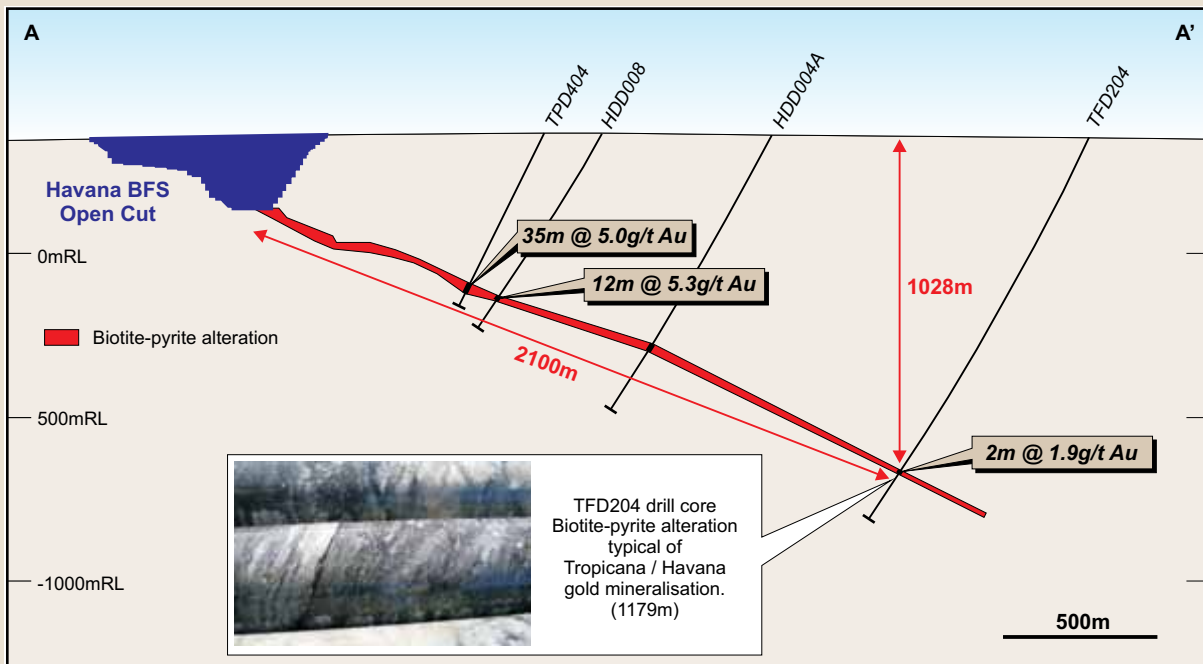 A
A'
TPD404
HDD008
HDD004A
TFD204
Havana BFS
Open Cut
0mRL
35m @ 5.0g/t Au
12m @ 5.3g/t Au
1028m
Biotite-pyrite alteration
2100m
500mRL
2m @ 1.9g/t Au
TFD204 drill core
Biotite-pyrite alteration
typical of
Tropicana / Havana
gold mineralisation.
(1179m)
-1000mRL
500m